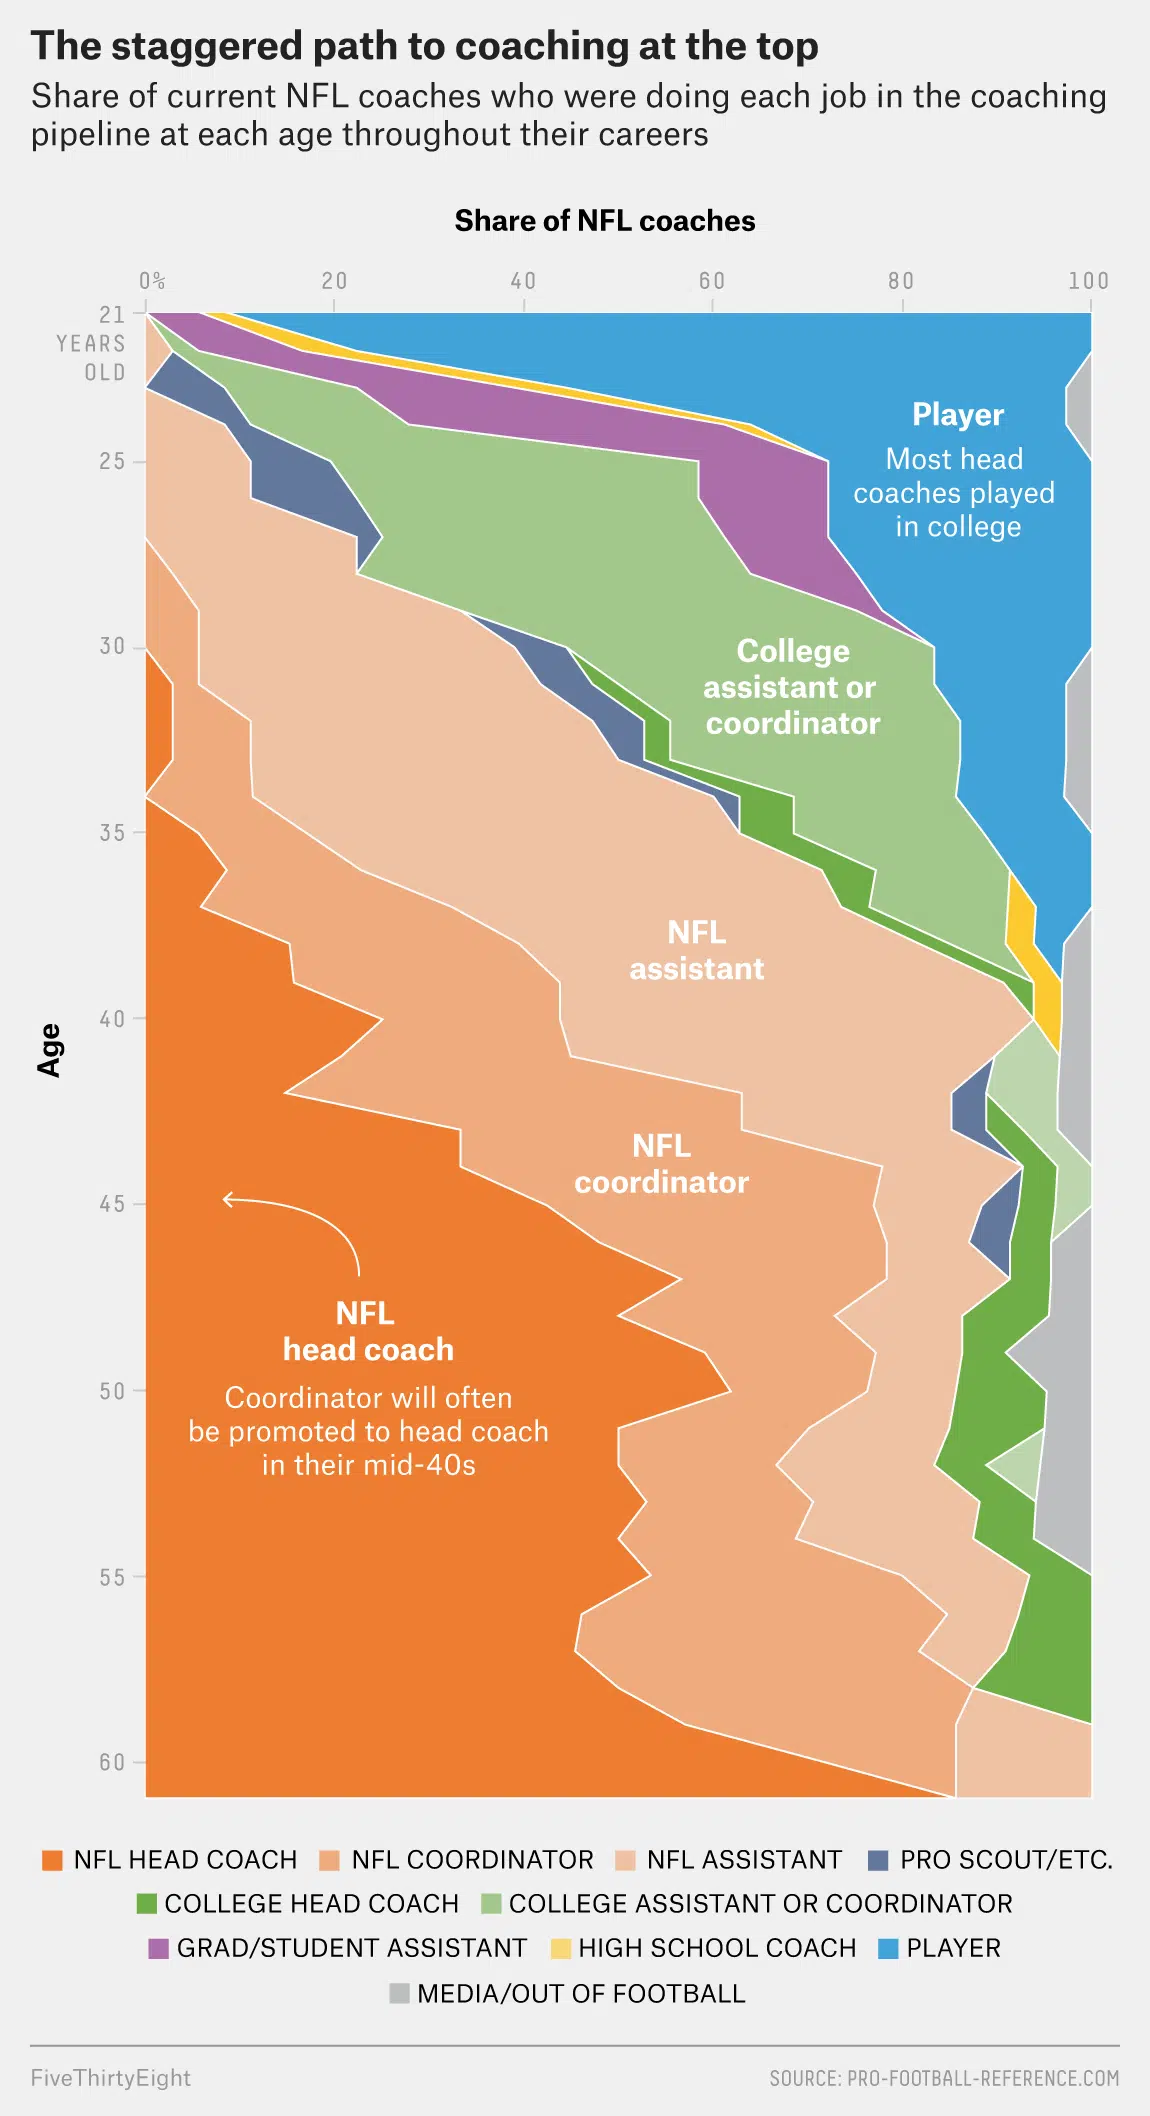 The staggered path to coaching at the top
Share of current NFL coaches who were doing each job in the coaching
pipeline at each age throughout their careers
Share of NFL coaches
0% 20 40 60 80 100
21
YEARS
OLD
Player
Most head
coaches played
in college
25
30
College
assistant or
coordinator
35
NFL
assistant
40
Age
NFL
coordinator
45
NFL
head coach
Coordinator will often
be promoted to head coach
in their mid-40s
50
55
60
NFL HEAD COACH NFL COORDINATOR NFL ASSISTANT PRO SCOUT/ETC.
COLLEGE HEAD COACH COLLEGE ASSISTANT OR COORDINATOR
GRAD/STUDENT ASSISTANT HIGH SCHOOL COACH PLAYER
MEDIA/OUT OF FOOTBALL
FiveThirtyEight SOURCE: PRO-FOOTBALL-REFERENCE.COM